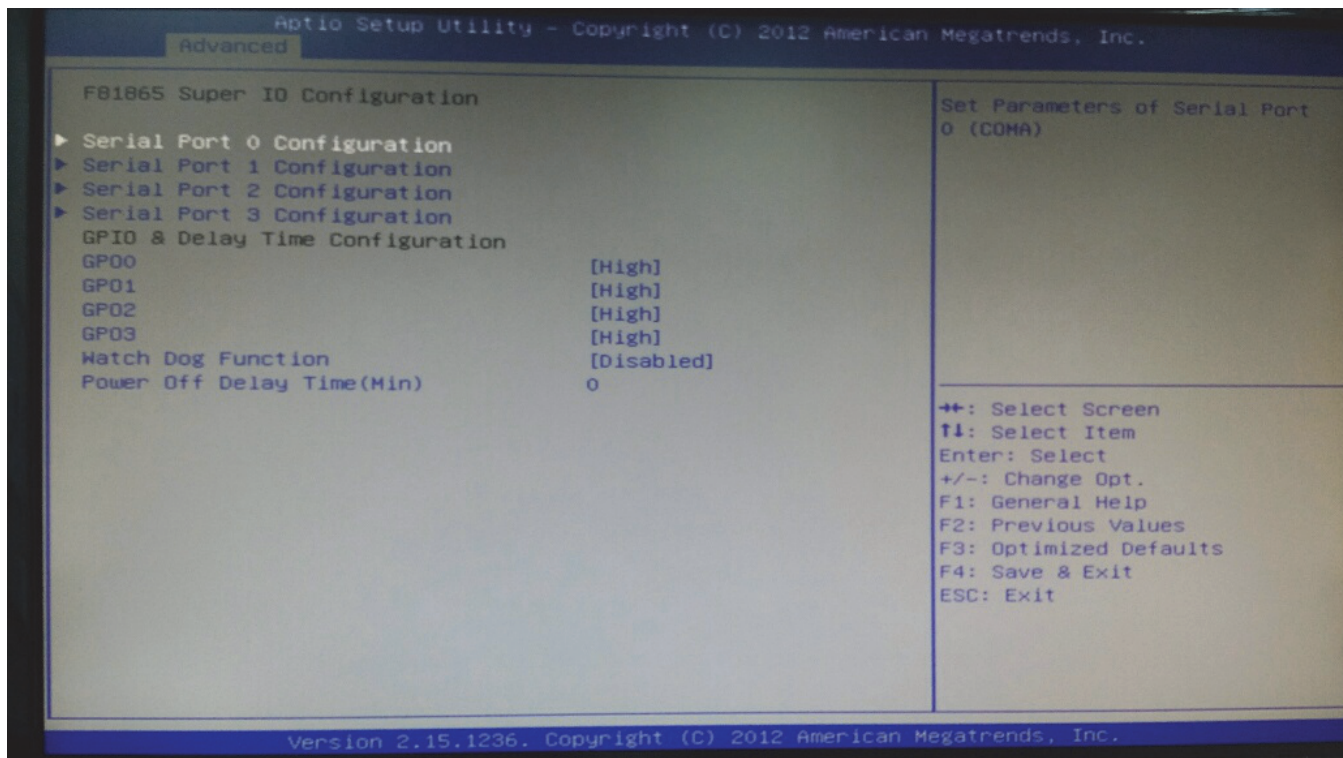 Aptio Setup Utility - Copyright (C) 2012 American Megatrends, Inc.
Advanced
F81865 Super IO Configuration
► Serial Port 0 Configuration
► Serial Port 1 Configuration
► Serial Port 2 Configuration
► Serial Port 3 Configuration
GPIO & Delay Time Configuration
GPO0 [High]
GPO1 [High]
GPO2 [High]
GPO3 [High]
Watch Dog Function [Disabled]
Power Off Delay Time(Min) 0
Set Parameters of Serial Port
0 (COMA)
→←: Select Screen
↑↓: Select Item
Enter: Select
+/-: Change Opt.
F1: General Help
F2: Previous Values
F3: Optimized Defaults
F4: Save & Exit
ESC: Exit
Version 2.15.1236. Copyright (C) 2012 American Megatrends, Inc.